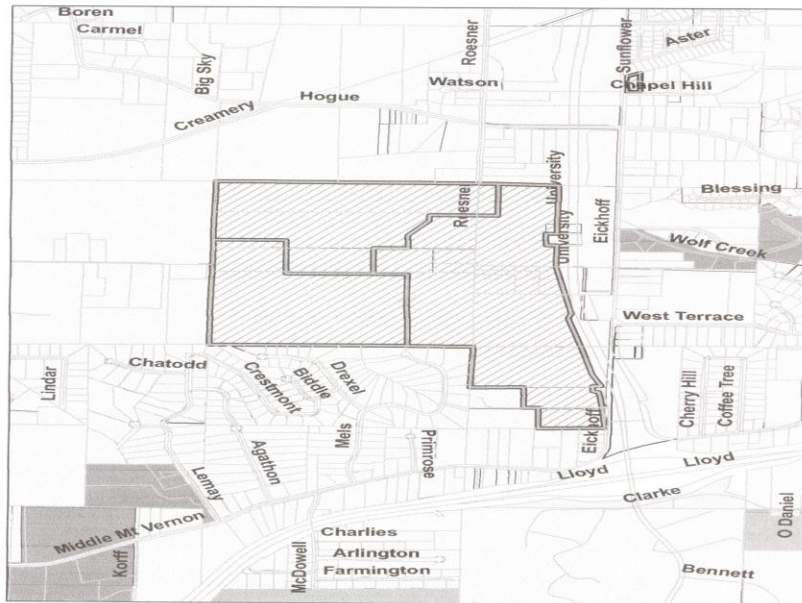 Boren
Carmel
Big Sky
Roesner
Sunflower
Aster
Watson
Chapel Hill
Hogue
Creamery
University
Roesner
Blessing
University
Eickhoff
Wolf Creek
West Terrace
Chatodd
Drexel
Biddle
Crestmont
Lindar
Cherry Hill
Coffee Tree
Mels
Primrose
Eickhoff
Agathon
Lloyd
Lloyd
Lemay
Clarke
O Daniel
Middle Mt Vernon
Charlies
Korff
McDowell
Arlington
Farmington
Bennett